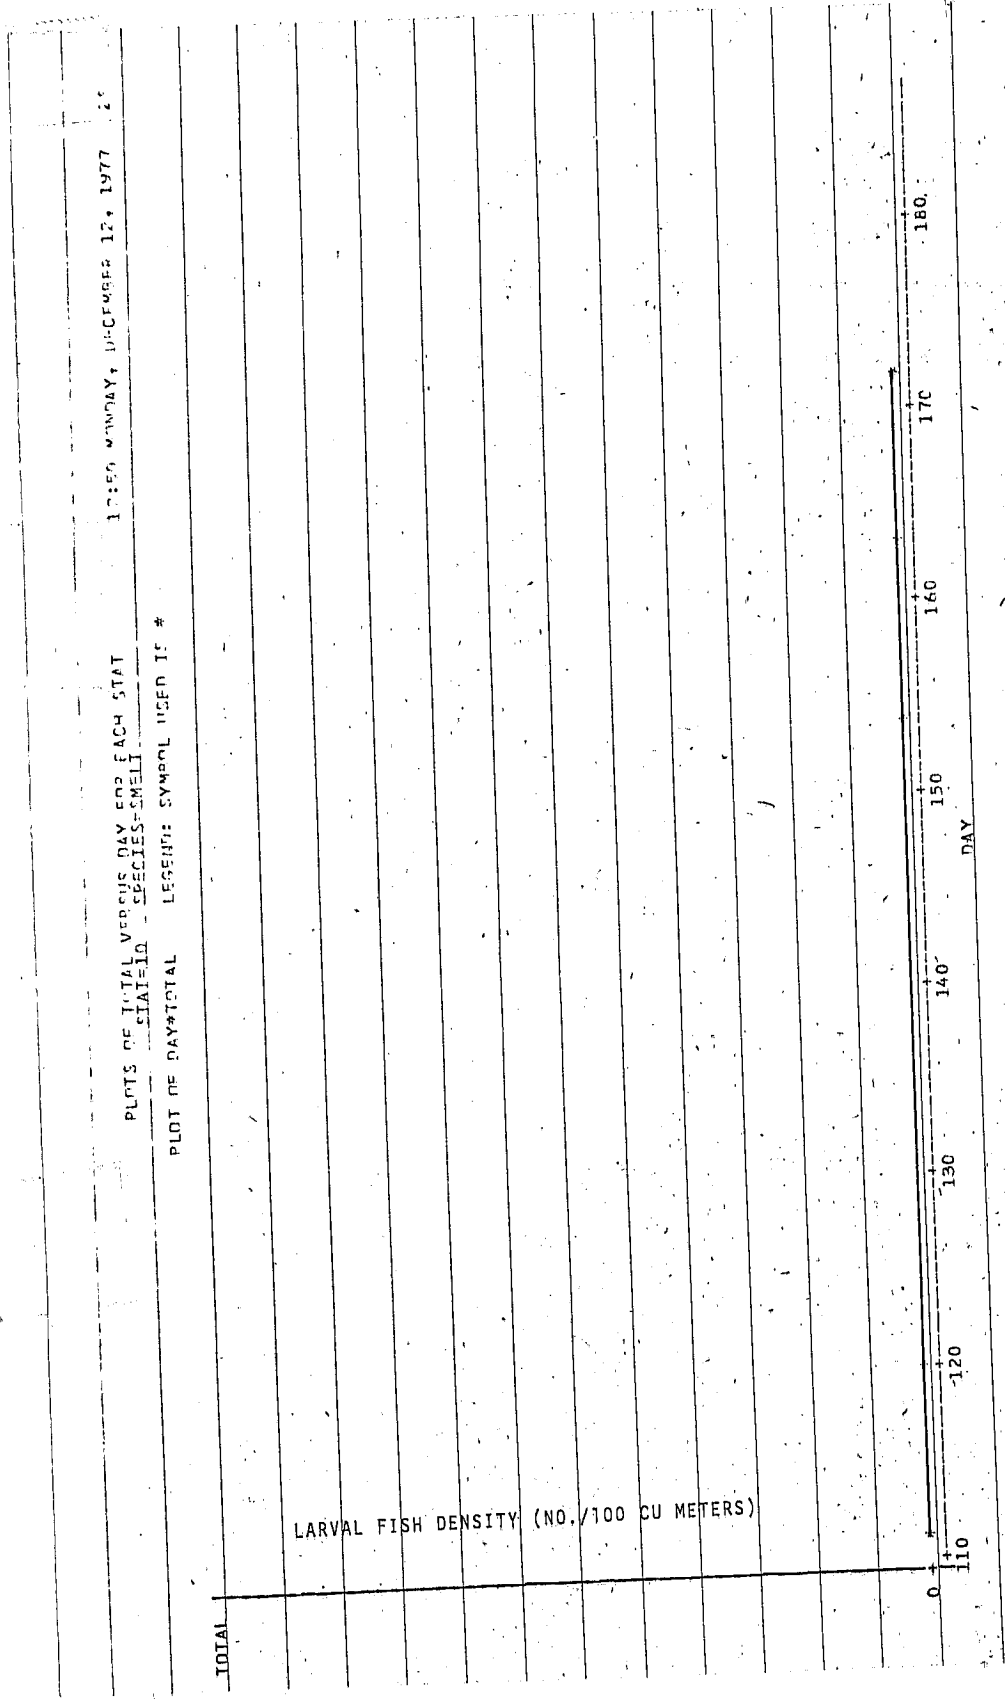 PLOTS OF TOTAL VERSUS DAY FOR EACH STAT
MONDAY, DECEMBER 12, 1977
STAT=10 SPECIES=SMELT
PLOT OF DAY*TOTAL LEGEND: SYMBOL USED IS *
TOTAL
LARVAL FISH DENSITY (NO./100 CU METERS)
0
110 120 130 140 150 160 170 180
DAY